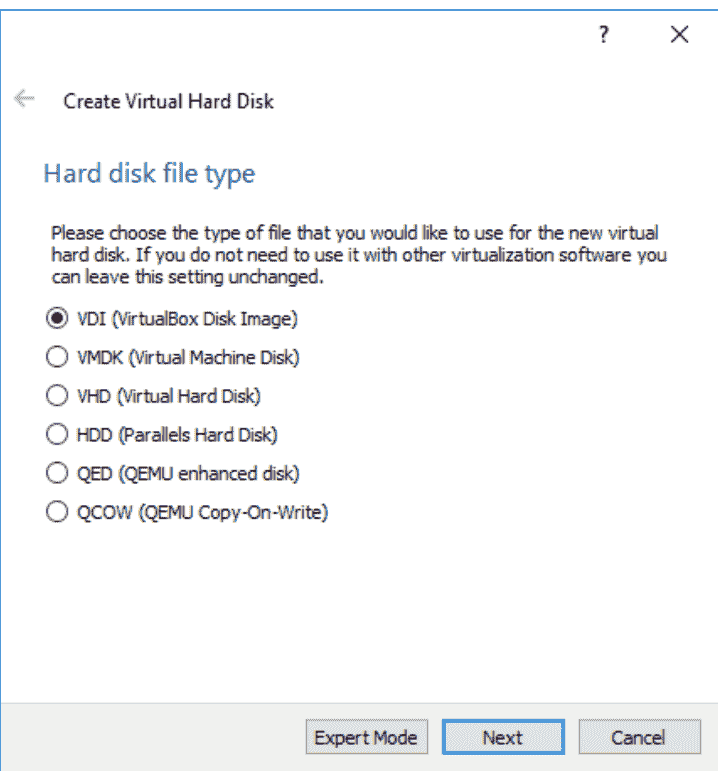 ?
Create Virtual Hard Disk
Hard disk file type
Please choose the type of file that you would like to use for the new virtual
hard disk. If you do not need to use it with other virtualization software you
can leave this setting unchanged.
VDI (VirtualBox Disk Image)
VMDK (Virtual Machine Disk)
VHD (Virtual Hard Disk)
HDD (Parallels Hard Disk)
QED (QEMU enhanced disk)
QCOW (QEMU Copy-On-Write)
Expert Mode Next Cancel